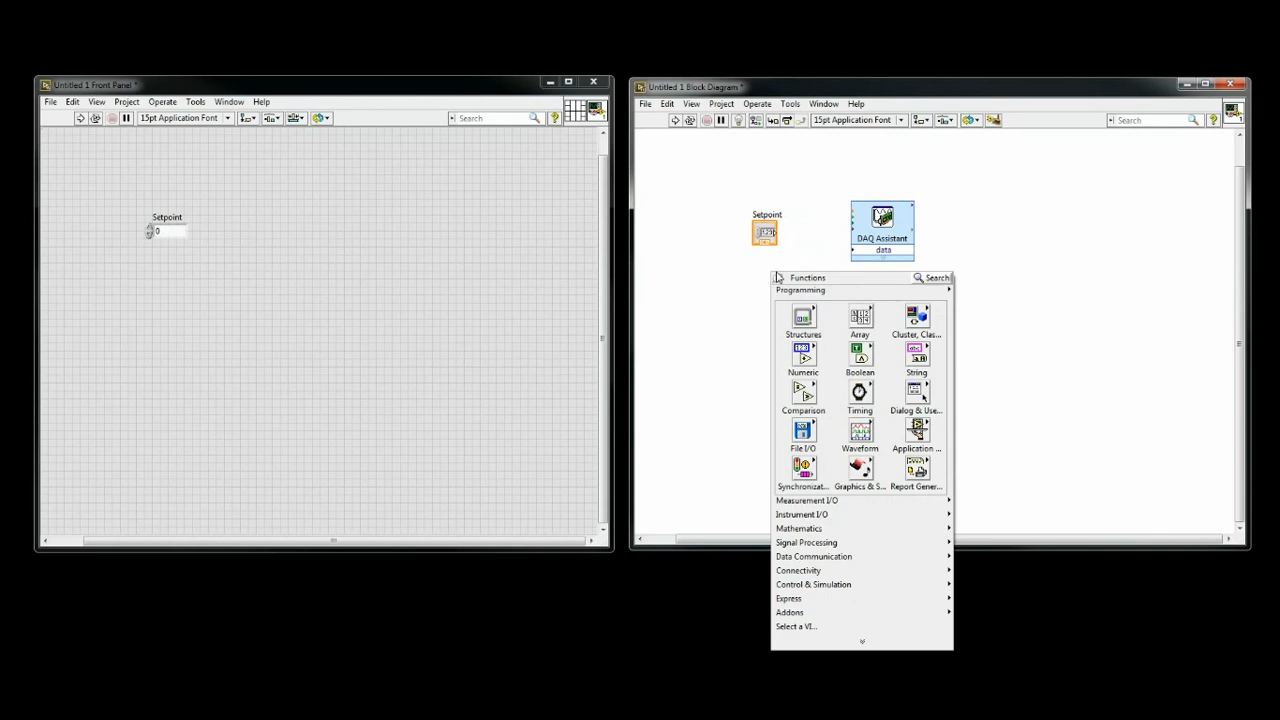 Untitled 1 Front Panel *
File Edit View Project Operate Tools Window Help
15pt Application Font
Search
Setpoint
0
Untitled 1 Block Diagram *
File Edit View Project Operate Tools Window Help
15pt Application Font
Search
Setpoint
DAQ Assistant
data
Functions
Search
Programming
Structures Array Cluster, Clas...
Numeric Boolean String
Comparison Timing Dialog & Use...
File I/O Waveform Application ...
Synchronizat... Graphics & S... Report Gener...
Measurement I/O
Instrument I/O
Mathematics
Signal Processing
Data Communication
Connectivity
Control & Simulation
Express
Addons
Select a VI...